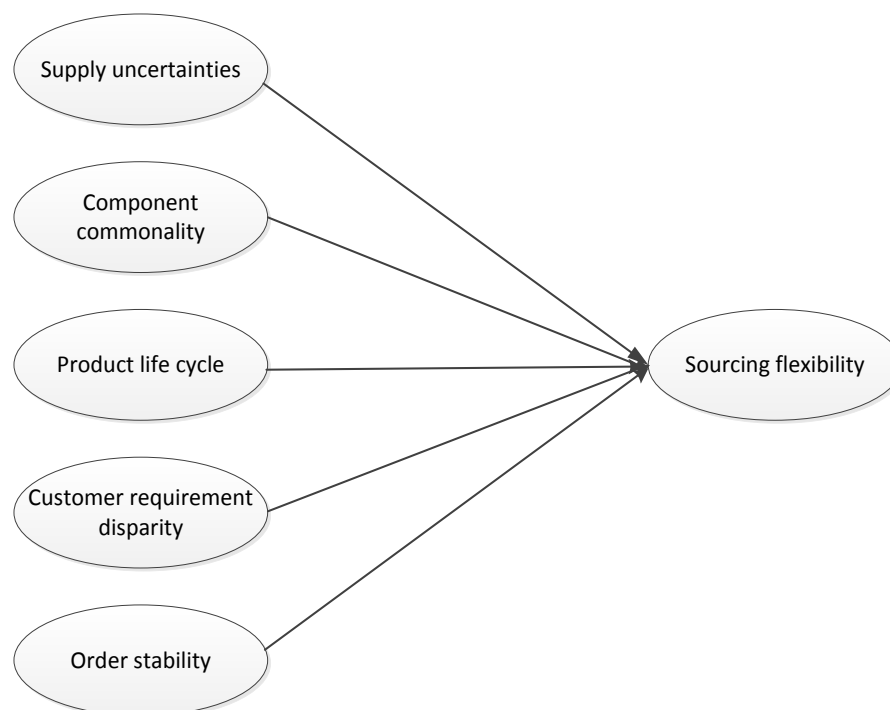 Supply uncertainties
Component
commonality
Product life cycle
Sourcing flexibility
Customer requirement
disparity
Order stability